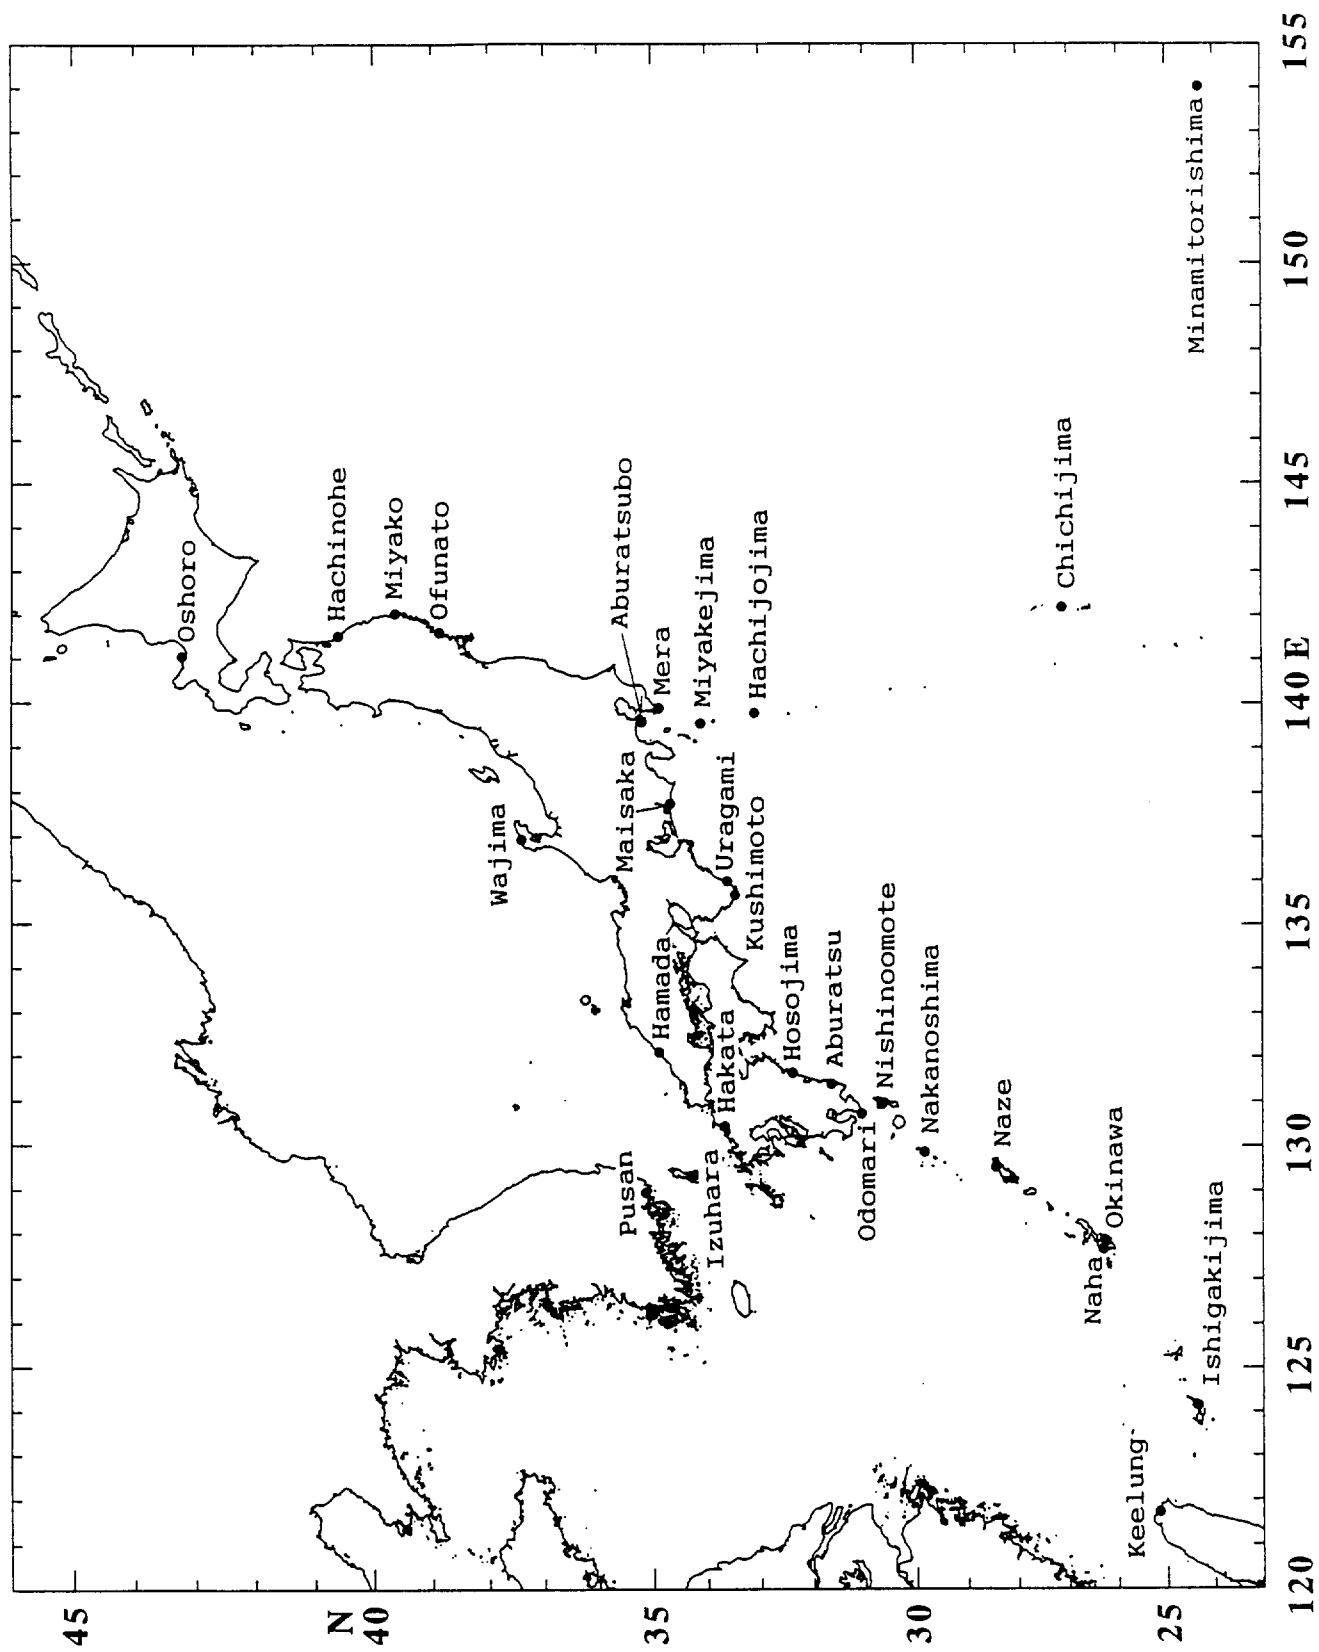 45
N
40
35
30
25
120
125
130
135
140 E
145
150
155
Oshoro
Hachinohe
Miyako
Ofunato
Aburatsubo
Mera
Miyakejima
Hachijojima
Chichijima
Minamitorishima
Wajima
Maisaka
Uragami
Kushimoto
Hamada
Hakata
Hosojima
Aburatsu
Nishinoomote
Nakanoshima
Naze
Okinawa
Pusan
Izuhara
Odomari
Naha
Ishigakijima
Keelung